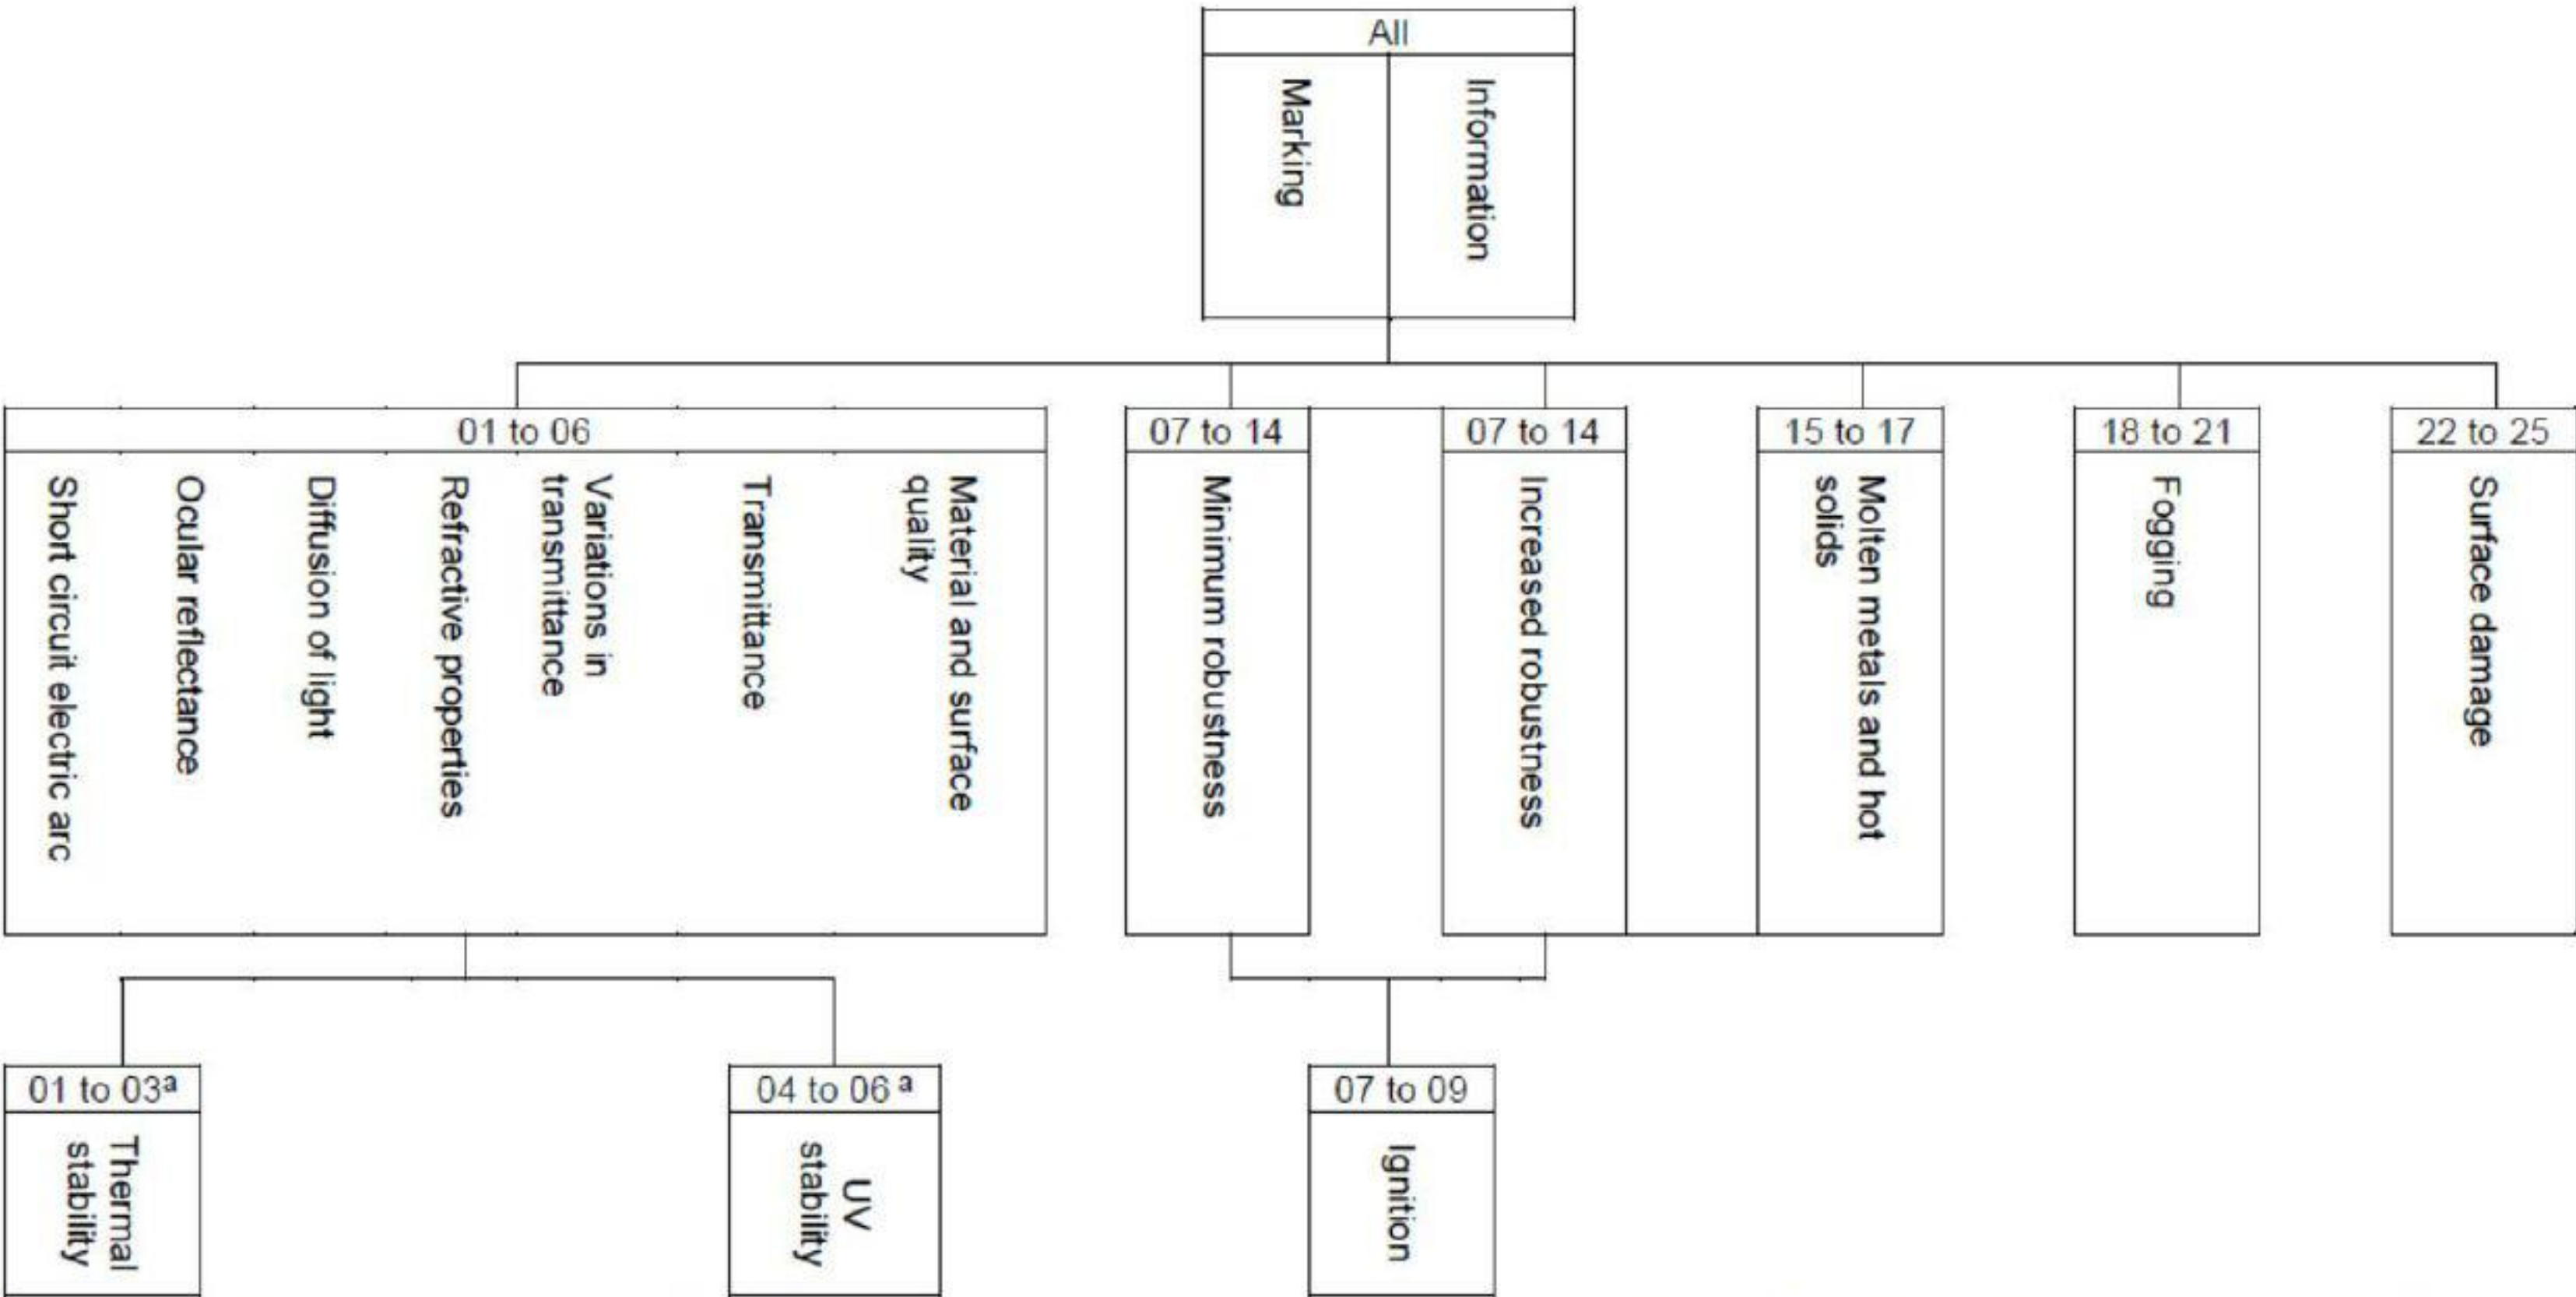 All
Marking
Information
01 to 06
Short circuit electric arc
Ocular reflectance
Diffusion of light
Refractive properties
Variations in
transmittance
Transmittance
Material and surface
quality
07 to 14
Minimum robustness
07 to 14
Increased robustness
15 to 17
Molten metals and hot
solids
18 to 21
Fogging
22 to 25
Surface damage
01 to 03ª
Thermal
stability
04 to 06 ª
UV
stability
07 to 09
Ignition